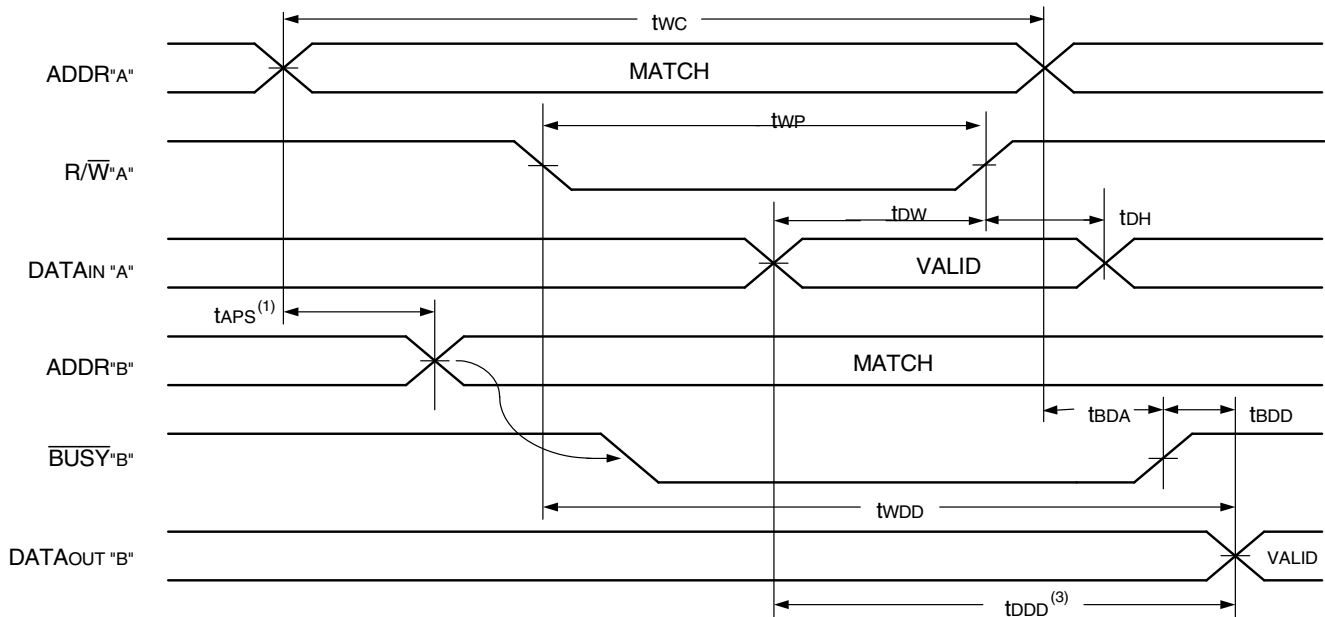 tWC
ADDR"A"
MATCH
tWP
R/W̅"A"
tDW
tDH
DATAIN "A"
VALID
tAPS(1)
ADDR"B"
MATCH
tBDA
tBDD
B̅U̅S̅Y̅"B"
tWDD
DATAOUT "B"
VALID
tDDD(3)